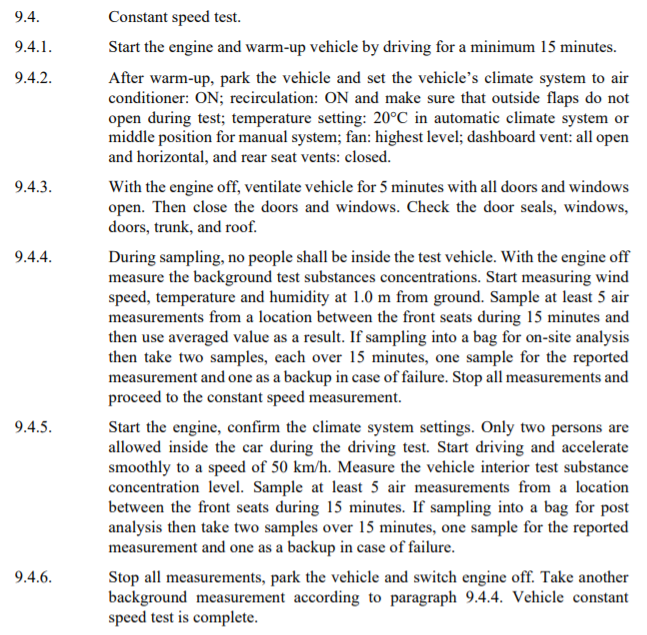 9.4. Constant speed test.
9.4.1. Start the engine and warm-up vehicle by driving for a minimum 15 minutes.
9.4.2. After warm-up, park the vehicle and set the vehicle’s climate system to air
conditioner: ON; recirculation: ON and make sure that outside flaps do not
open during test; temperature setting: 20°C in automatic climate system or
middle position for manual system; fan: highest level; dashboard vent: all open
and horizontal, and rear seat vents: closed.
9.4.3. With the engine off, ventilate vehicle for 5 minutes with all doors and windows
open. Then close the doors and windows. Check the door seals, windows,
doors, trunk, and roof.
9.4.4. During sampling, no people shall be inside the test vehicle. With the engine off
measure the background test substances concentrations. Start measuring wind
speed, temperature and humidity at 1.0 m from ground. Sample at least 5 air
measurements from a location between the front seats during 15 minutes and
then use averaged value as a result. If sampling into a bag for on-site analysis
then take two samples, each over 15 minutes, one sample for the reported
measurement and one as a backup in case of failure. Stop all measurements and
proceed to the constant speed measurement.
9.4.5. Start the engine, confirm the climate system settings. Only two persons are
allowed inside the car during the driving test. Start driving and accelerate
smoothly to a speed of 50 km/h. Measure the vehicle interior test substance
concentration level. Sample at least 5 air measurements from a location
between the front seats during 15 minutes. If sampling into a bag for post
analysis then take two samples over 15 minutes, one sample for the reported
measurement and one as a backup in case of failure.
9.4.6. Stop all measurements, park the vehicle and switch engine off. Take another
background measurement according to paragraph 9.4.4. Vehicle constant
speed test is complete.